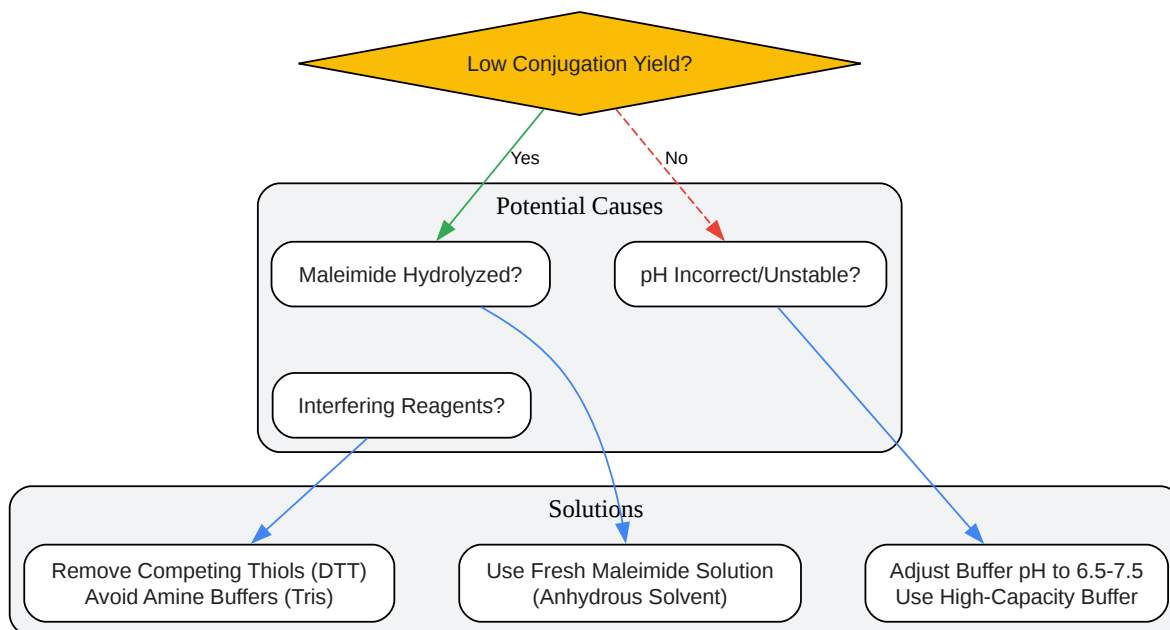 Low Conjugation Yield?
Yes
No
Potential Causes
Maleimide Hydrolyzed?
pH Incorrect/Unstable?
Interfering Reagents?
Solutions
Remove Competing Thiols (DTT)
Avoid Amine Buffers (Tris)
Use Fresh Maleimide Solution
(Anhydrous Solvent)
Adjust Buffer pH to 6.5-7.5
Use High-Capacity Buffer